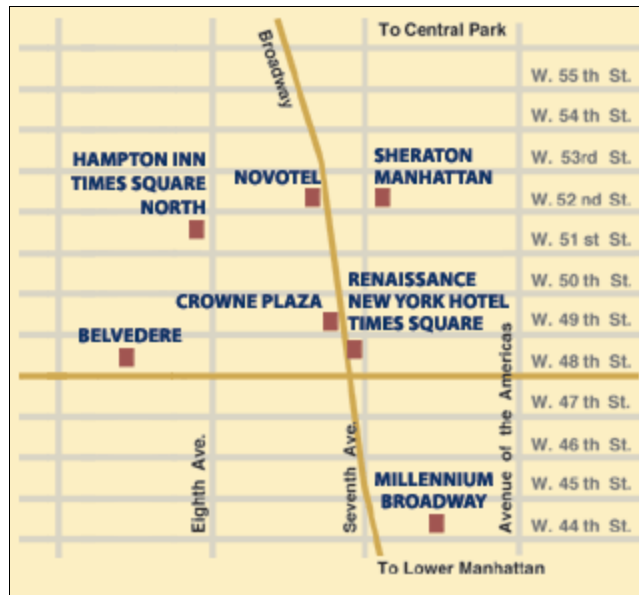 To Central Park
Broadway
W. 55 th St.
W. 54 th St.
HAMPTON INN
TIMES SQUARE
NORTH
NOVOTEL
SHERATON
MANHATTAN
W. 53rd St.
W. 52 nd St.
W. 51 st St.
W. 50 th St.
RENAISSANCE
NEW YORK HOTEL
TIMES SQUARE
CROWNE PLAZA
W. 49 th St.
BELVEDERE
W. 48 th St.
W. 47 th St.
Eighth Ave.
Seventh Ave.
Avenue of the Americas
W. 46 th St.
MILLENNIUM
BROADWAY
W. 45 th St.
W. 44 th St.
To Lower Manhattan